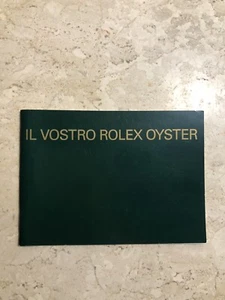 IL VOSTRO ROLEX OYSTER